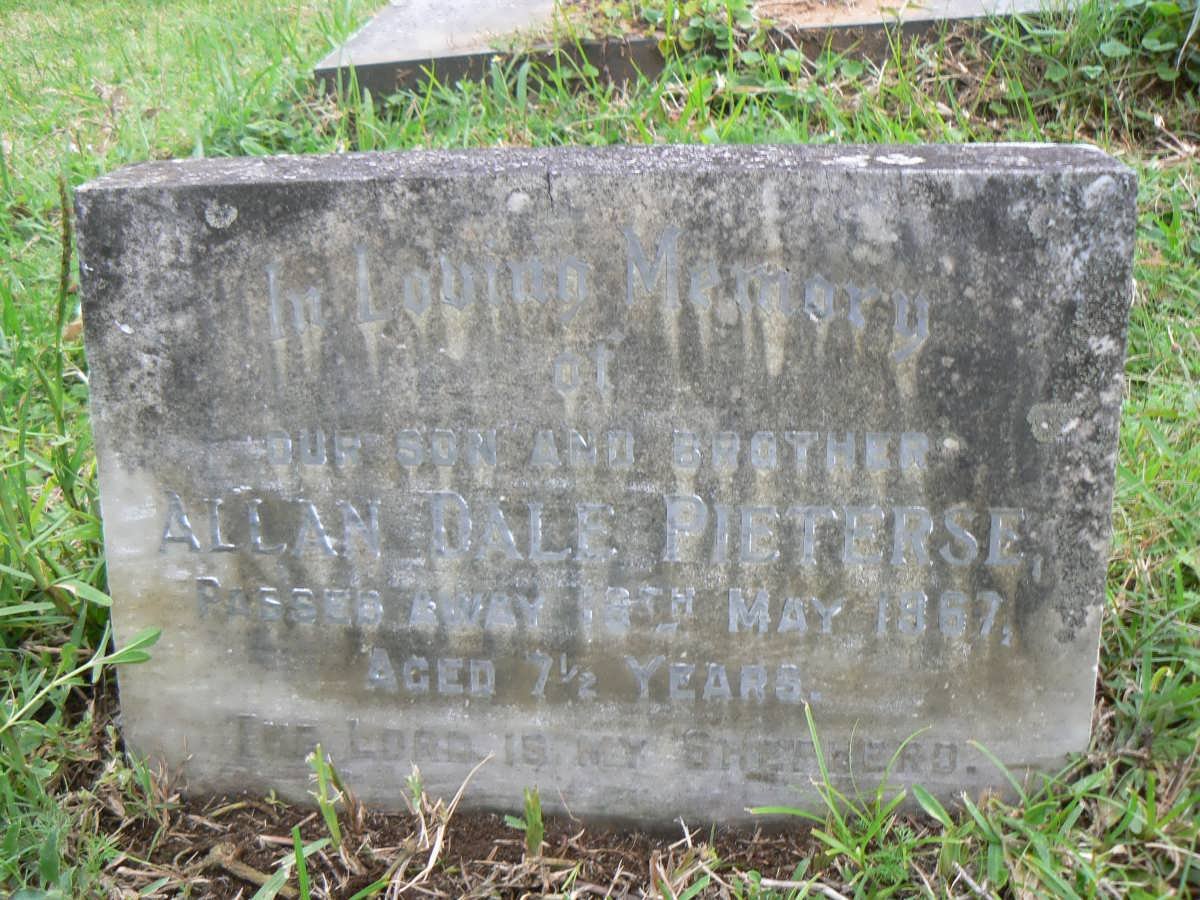 In Loving Memory
of
OUR SON AND BROTHER
ALLAN DALE PIETERSE,
PASSED AWAY MAY 1967,
AGED 7½ YEARS.
THE LORD IS MY SHEPHERD.